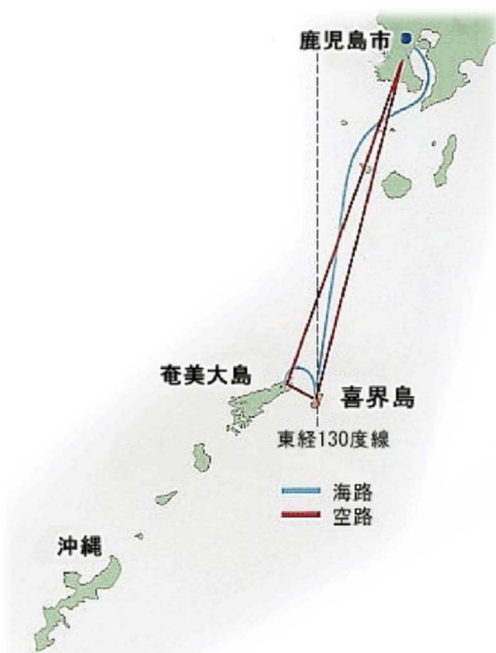 鹿児島市
奄美大島
喜界島
東経130度線
海路
空路
沖縄